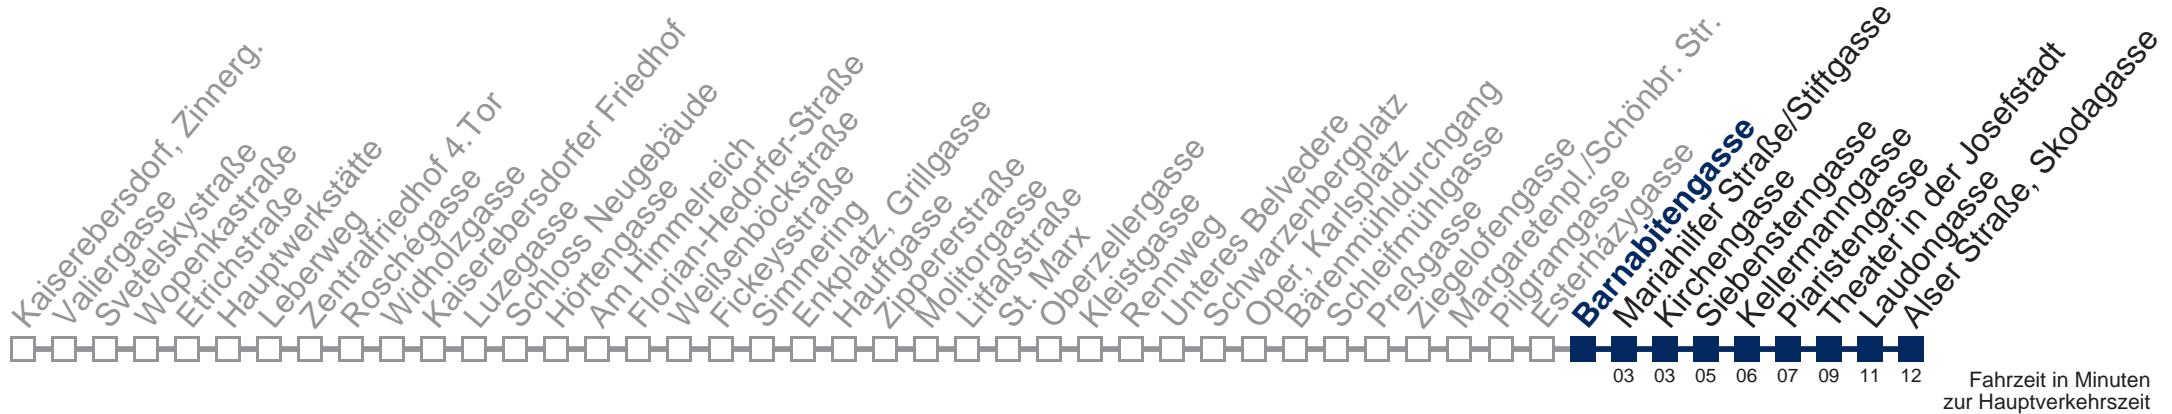 Kaiserebersdorf, Zinnerg.
Valiergasse
Svetelskystraße
Wopenkastraße
Etrichstraße
Hauptwerkstätte
Leberweg
Zentralfriedhof 4.Tor
Roschégasse
Widholzgasse
Kaiserebersdorfer Friedhof
Luzegasse
Schloss Neugebäude
Hörtengasse
Am Himmelreich
Florian-Hedorfer-Straße
Weißenböckstraße
Fickeysstraße
Simmering
Enkplatz, Grillgasse
Hauffgasse
Zippererstraße
Molitorgasse
Litfaßstraße
St. Marx
Oberzellergasse
Kleistgasse
Rennweg
Unteres Belvedere
Schwarzenbergplatz
Oper, Karlsplatz
Bärenmühldurchgang
Schleifmühlgasse
Preßgasse
Ziegelofengasse
Margaretenpl./Schönbr. Str.
Pilgramgasse
Esterházygasse
Barnabitengasse
Mariahilfer Straße/Stiftgasse
Kirchengasse
Siebensterngasse
Kellermanngasse
Piaristengasse
Theater in der Josefstadt
Laudongasse
Alser Straße, Skodagasse
03 03 05 06 07 09 11 12
Fahrzeit in Minuten
zur Hauptverkehrszeit